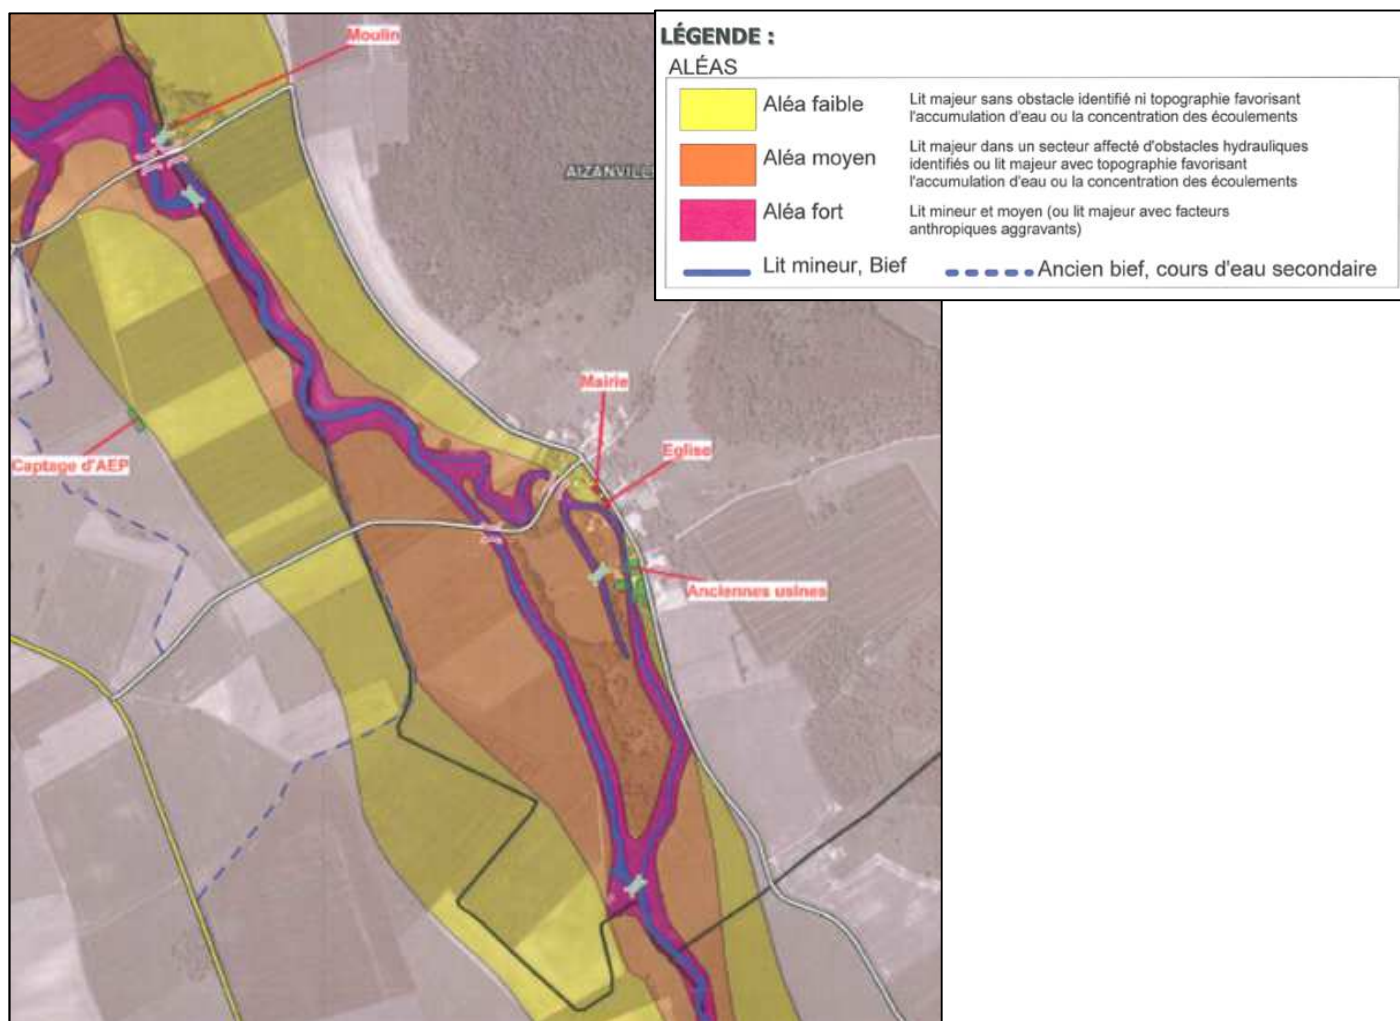 Moulin
LÉGENDE :
ALÉAS
Aléa faible
Lit majeur sans obstacle identifié ni topographie favorisant
l'accumulation d'eau ou la concentration des écoulements
Aléa moyen
Lit majeur dans un secteur affecté d'obstacles hydrauliques
identifiés ou lit majeur avec topographie favorisant
l'accumulation d'eau ou la concentration des écoulements
Aléa fort
Lit mineur et moyen (ou lit majeur avec facteurs
anthropiques aggravants)
Lit mineur, Bief
Ancien bief, cours d'eau secondaire
AIZANVILL
Mairie
Eglise
Captage d'AEP
Anciennes usines